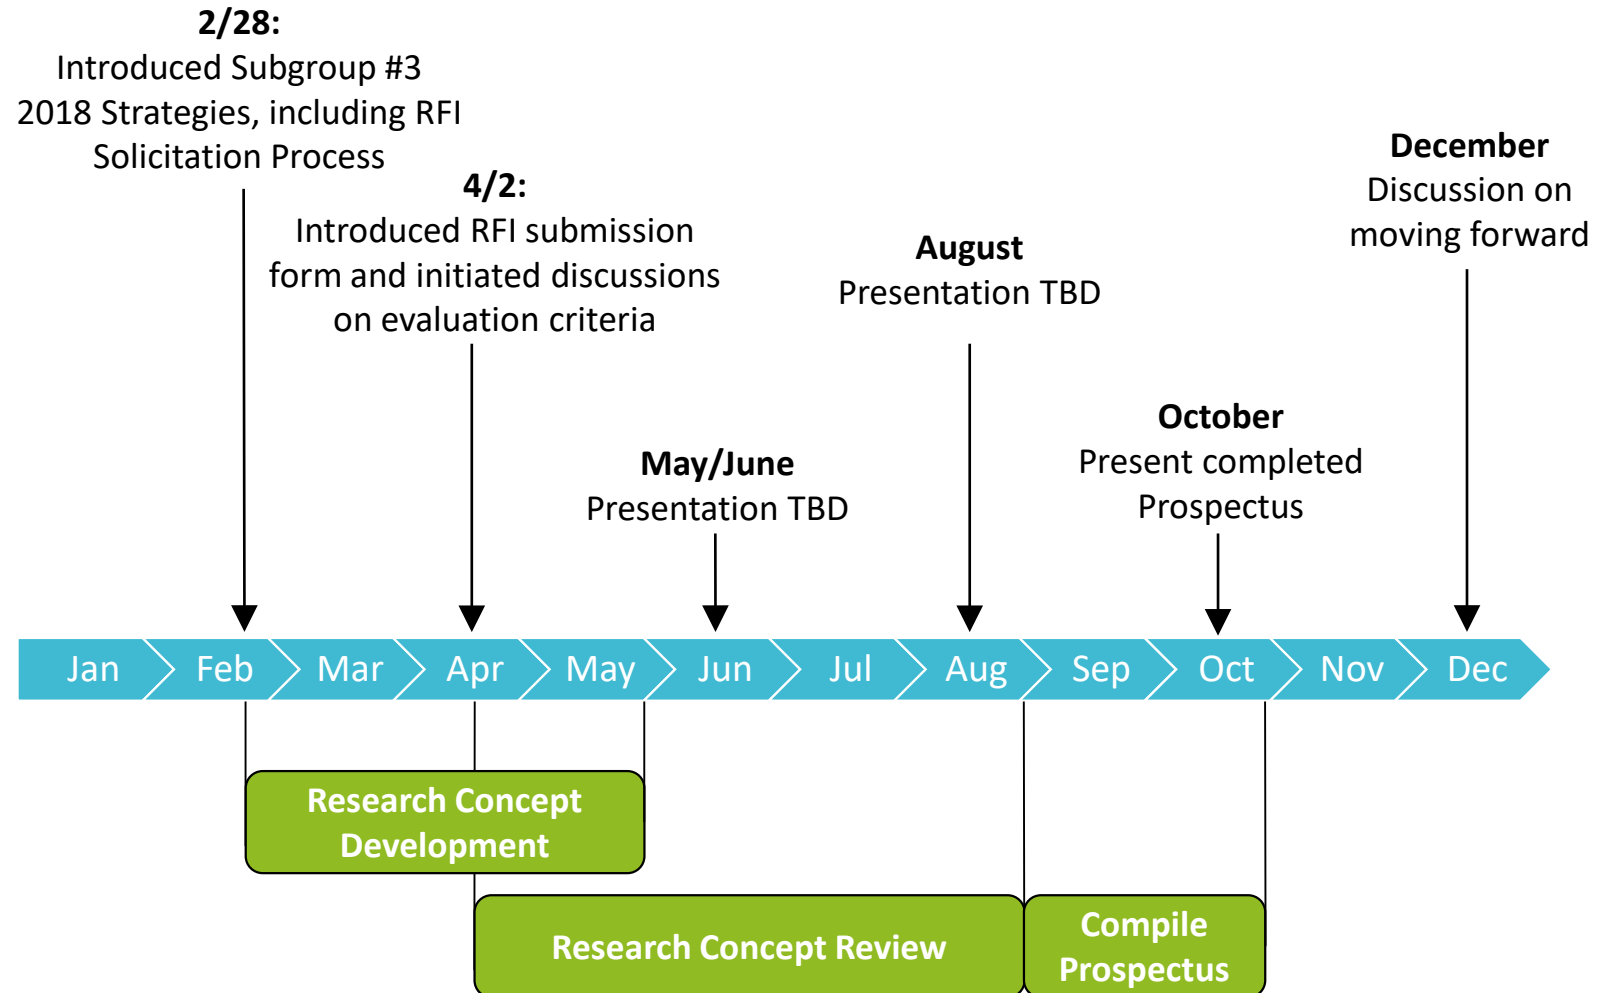 2/28:
Introduced Subgroup #3
2018 Strategies, including RFI
Solicitation Process
4/2:
Introduced RFI submission
form and initiated discussions
on evaluation criteria
May/June
Presentation TBD
August
Presentation TBD
October
Present completed
Prospectus
December
Discussion on
moving forward
Jan Feb Mar Apr May Jun Jul Aug Sep Oct Nov Dec
Research Concept
Development
Research Concept Review
Compile
Prospectus